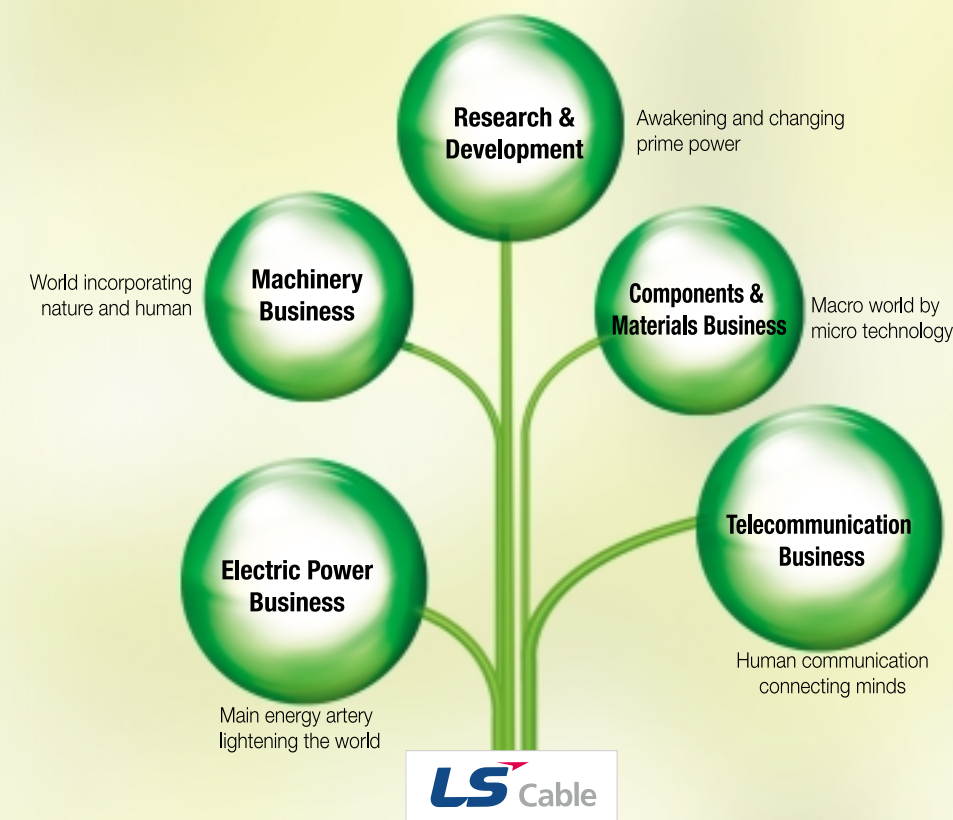 Research &
Development
Awakening and changing
prime power
World incorporating
nature and human
Machinery
Business
Components &
Materials Business
Macro world by
micro technology
Electric Power
Business
Main energy artery
lightening the world
Telecommunication
Business
Human communication
connecting minds
LS Cable